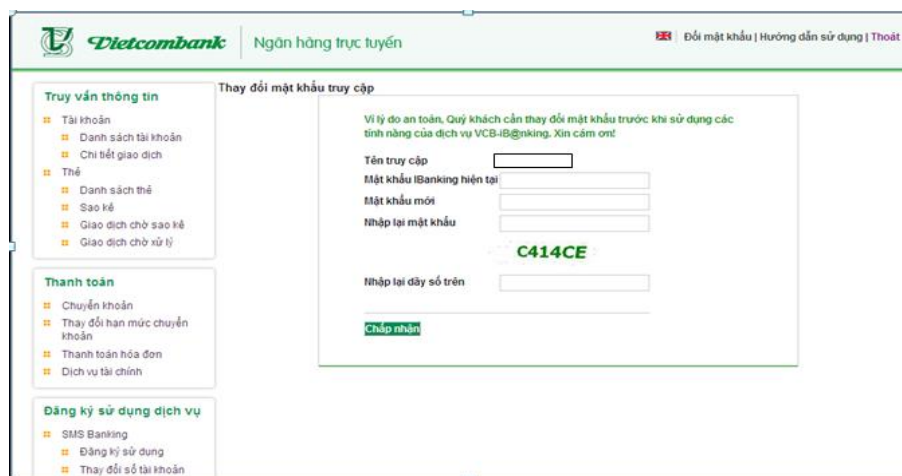 Vietcombank
Ngân hàng trực tuyến
Đổi mật khẩu | Hướng dẫn sử dụng | Thoát
Truy vấn thông tin
Tài khoản
Danh sách tài khoản
Chi tiết giao dịch
Thẻ
Danh sách thẻ
Sao kê
Giao dịch chờ sao kê
Giao dịch chờ xử lý
Thanh toán
Chuyển khoản
Thay đổi hạn mức chuyển
khoản
Thanh toán hóa đơn
Dịch vụ tài chính
Đăng ký sử dụng dịch vụ
SMS Banking
Đăng ký sử dụng
Thay đổi số tài khoản
Thay đổi mật khẩu truy cập
Vì lý do an toàn, Quý khách cần thay đổi mật khẩu trước khi sử dụng các
tính năng của dịch vụ VCB-iB@nking. Xin cám ơn!
Tên truy cập
Mật khẩu IBanking hiện tại
Mật khẩu mới
Nhập lại mật khẩu
C414CE
Nhập lại dãy số trên
Chấp nhận